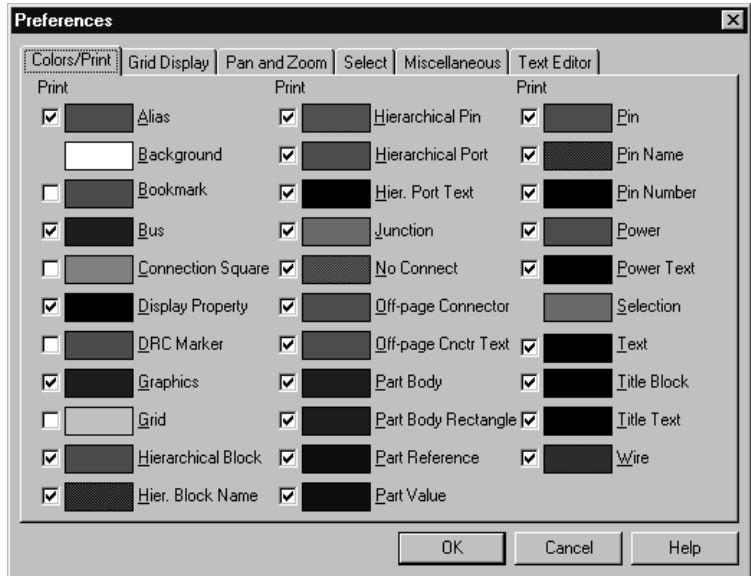 Preferences
Colors/Print Grid Display Pan and Zoom Select Miscellaneous Text Editor
Print Print Print
Alias Hierarchical Pin Pin
Background Hierarchical Port Pin Name
Bookmark Hier. Port Text Pin Number
Bus Junction Power
Connection Square No Connect Power Text
Display Property Off-page Connector Selection
DRC Marker Off-page Cnctr Text Text
Graphics Part Body Title Block
Grid Part Body Rectangle Title Text
Hierarchical Block Part Reference Wire
Hier. Block Name Part Value
OK Cancel Help